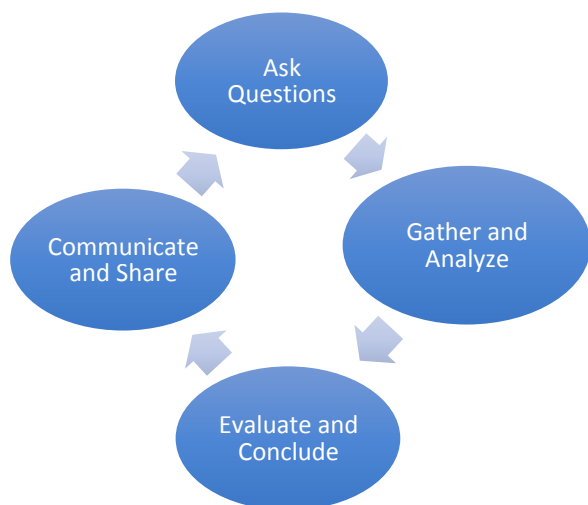 Ask
Questions
Gather and
Analyze
Evaluate and
Conclude
Communicate
and Share